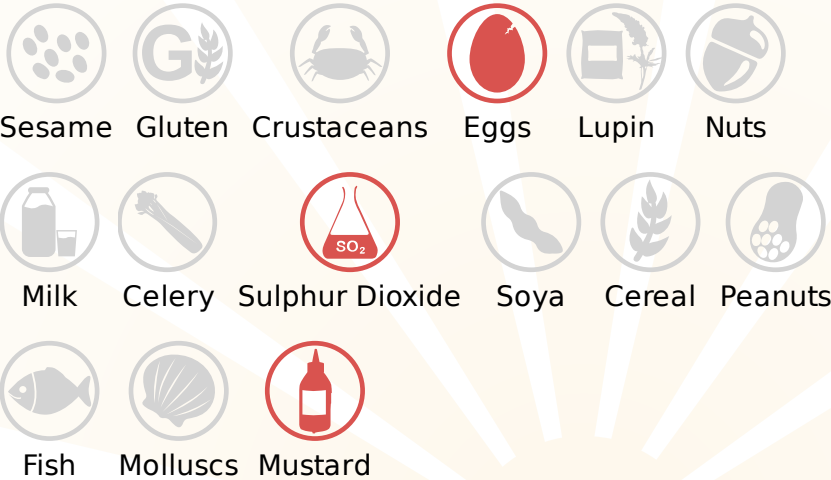 G
Sesame Gluten Crustaceans Eggs Lupin Nuts
SO₂
Milk Celery Sulphur Dioxide Soya Cereal Peanuts
Fish Molluscs Mustard